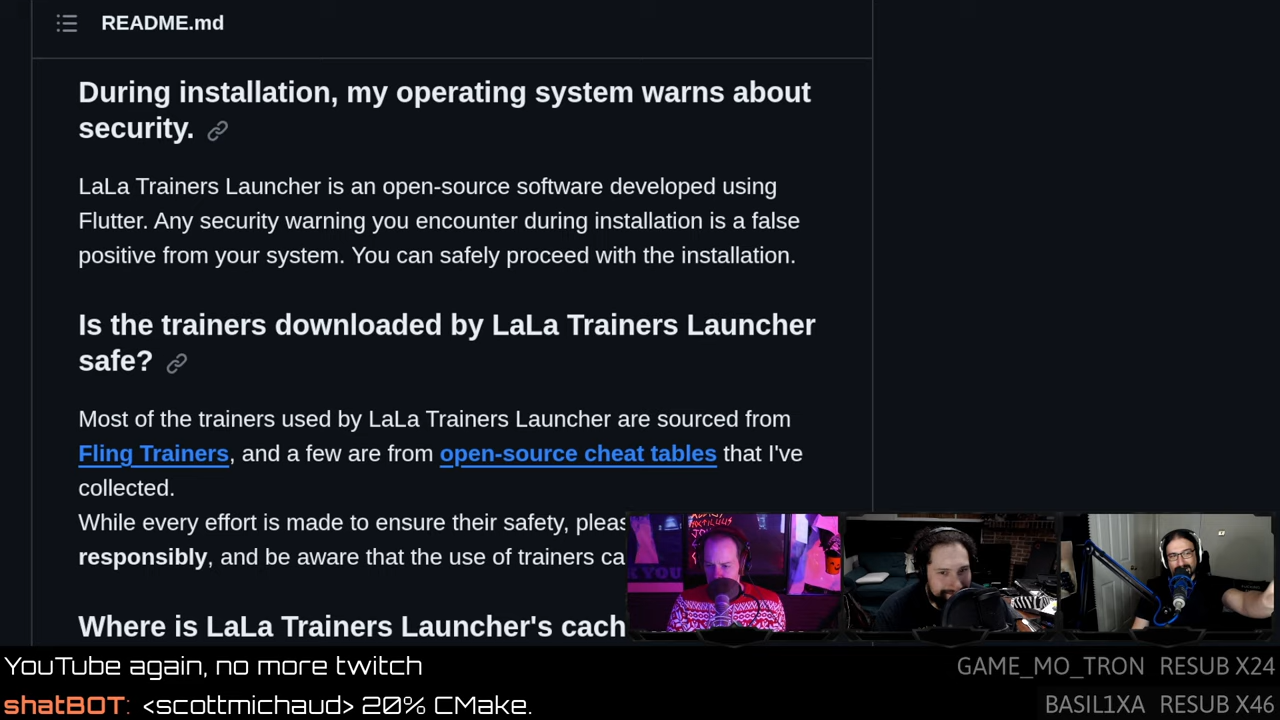 README.md
During installation, my operating system warns about
security.
LaLa Trainers Launcher is an open-source software developed using
Flutter. Any security warning you encounter during installation is a false
positive from your system. You can safely proceed with the installation.
Is the trainers downloaded by LaLa Trainers Launcher
safe?
Most of the trainers used by LaLa Trainers Launcher are sourced from
Fling Trainers, and a few are from open-source cheat tables that I've
collected.
While every effort is made to ensure their safety, pleas
responsibly, and be aware that the use of trainers ca
Where is LaLa Trainers Launcher's cach
YouTube again, no more twitch
GAME_MO_TRON RESUB X24
shatBOT: <scottmichaud> 20% CMake.
BASIL1XA RESUB X46